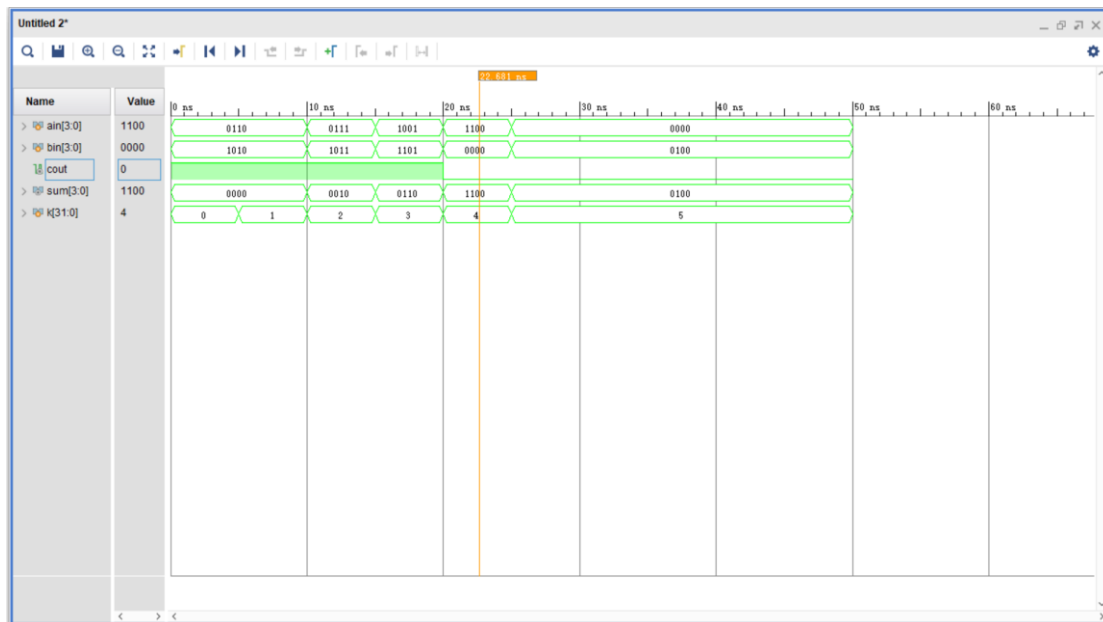 Untitled 2*
22.681 ns
Name Value
0 ns 10 ns 20 ns 30 ns 40 ns 50 ns 60 ns
ain[3:0] 1100 0110 0111 1001 1100 0000
bin[3:0] 0000 1010 1011 1101 0000 0100
cout 0
sum[3:0] 1100 0000 0010 0110 1100 0100
k[31:0] 4 0 1 2 3 4 5